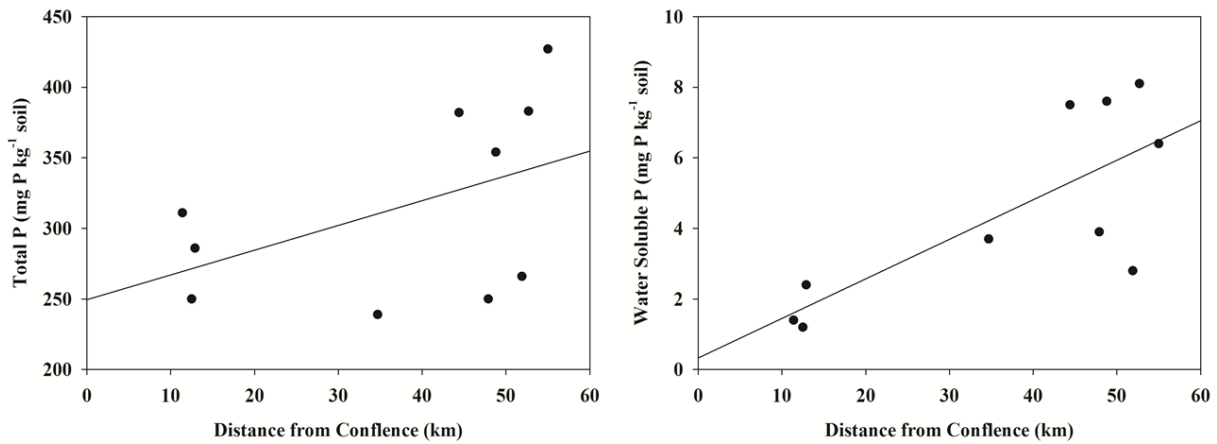 450
400
350
300
250
200
Total P (mg P kg⁻¹ soil)
0 10 20 30 40 50 60
Distance from Conflence (km)
10
8
6
4
2
0
Water Soluble P (mg P kg⁻¹ soil)
0 10 20 30 40 50 60
Distance from Conflence (km)